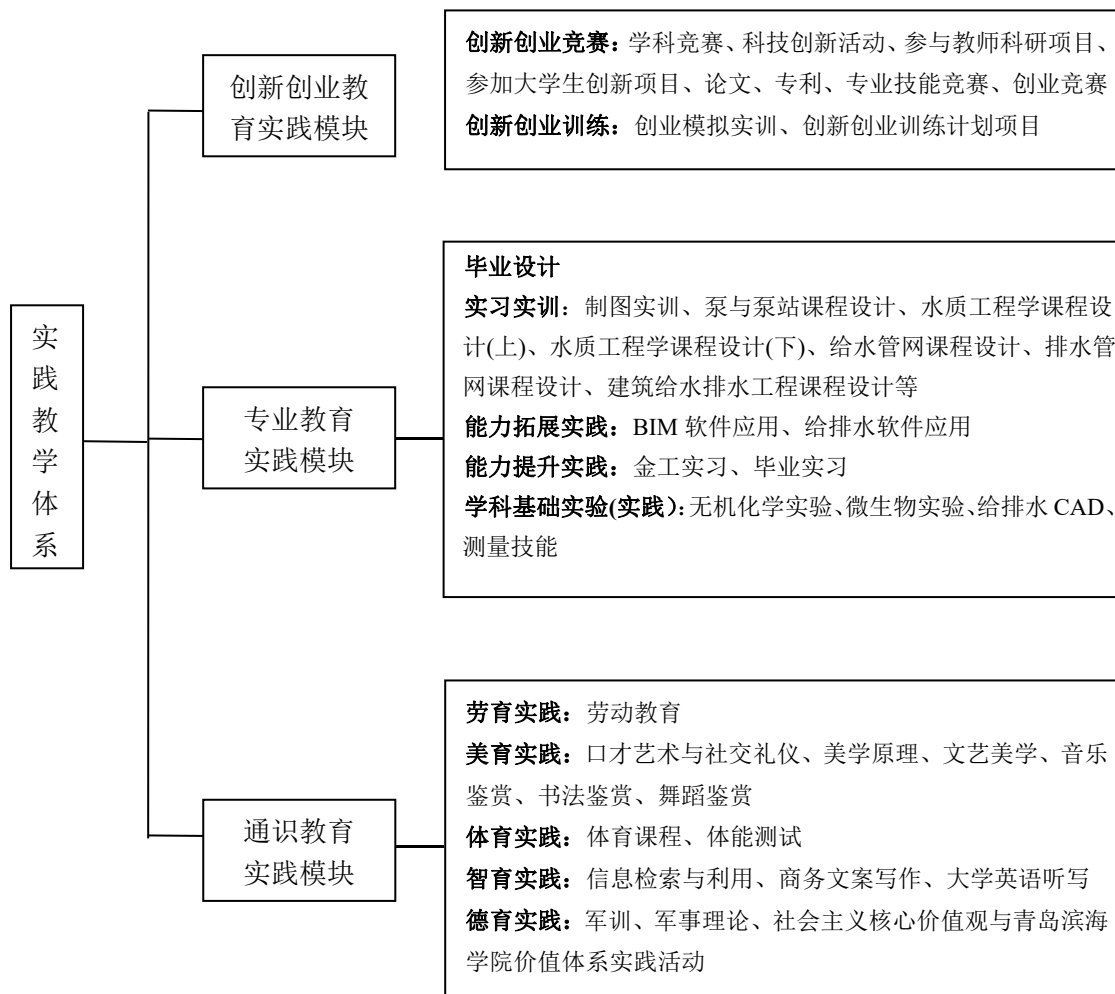 创新创业竞赛：学科竞赛、科技创新活动、参与教师科研项目、
参加大学生创新项目、论文、专利、专业技能竞赛、创业竞赛
创新创业训练：创业模拟实训、创新创业训练计划项目
创新创业教
育实践模块
毕业设计
实习实训：制图实训、泵与泵站课程设计、水质工程学课程设
计(上)、水质工程学课程设计(下)、给水管网课程设计、排水管
网课程设计、建筑给水排水工程课程设计等
能力拓展实践：BIM 软件应用、给排水软件应用
能力提升实践：金工实习、毕业实习
学科基础实验(实践）：无机化学实验、微生物实验、给排水 CAD、
测量技能
专业教育
实践模块
实
践
教
学
体
系
劳育实践：劳动教育
美育实践：口才艺术与社交礼仪、美学原理、文艺美学、音乐
鉴赏、书法鉴赏、舞蹈鉴赏
体育实践：体育课程、体能测试
智育实践：信息检索与利用、商务文案写作、大学英语听写
德育实践：军训、军事理论、社会主义核心价值观与青岛滨海
学院价值体系实践活动
通识教育
实践模块